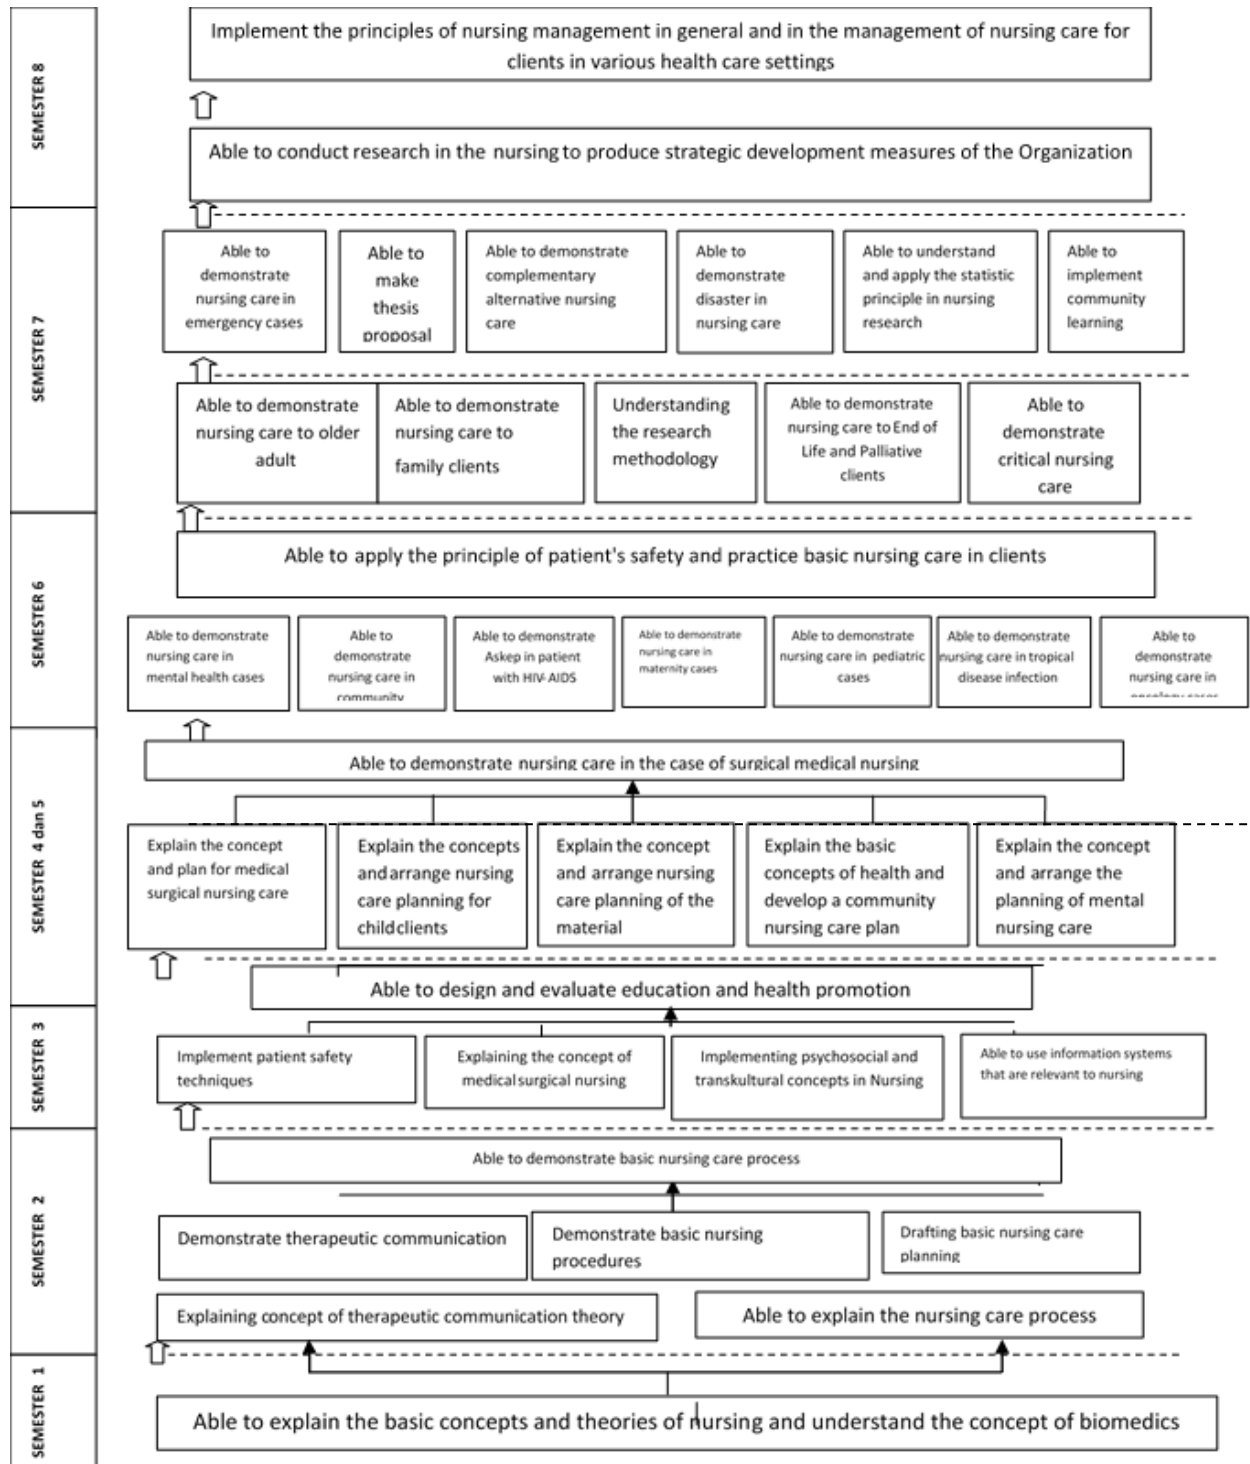 SEMESTER 8
Implement the principles of nursing management in general and in the management of nursing care for
clients in various health care settings
Able to conduct research in the nursing to produce strategic development measures of the Organization
SEMESTER 7
Able to
demonstrate
nursing care in
emergency cases
Able to
make
thesis
proposal
Able to demonstrate
complementary
alternative nursing
care
Able to
demonstrate
disaster in
nursing care
Able to understand
and apply the statistic
principle in nursing
research
Able to
implement
community
learning
Able to demonstrate
nursing care to older
adult
Able to demonstrate
nursing care to
family clients
Understanding
the research
methodology
Able to demonstrate
nursing care to End of
Life and Palliative
clients
Able to
demonstrate
critical nursing
care
SEMESTER 6
Able to apply the principle of patient's safety and practice basic nursing care in clients
Able to demonstrate
nursing care in
mental health cases
Able to
demonstrate
nursing care in
community
Able to demonstrate
Askep in patient
with HIV-AIDS
Able to demonstrate
nursing care in
maternity cases
Able to demonstrate
nursing care in pediatric
cases
Able to demonstrate
nursing care in tropical
disease infection
Able to
demonstrate
nursing care in
oncology cases
SEMESTER 4 dan 5
Able to demonstrate nursing care in the case of surgical medical nursing
Explain the concept
and plan for medical
surgical nursing care
Explain the concepts
and arrange nursing
care planning for
child clients
Explain the concept
and arrange nursing
care planning of the
material
Explain the basic
concepts of health and
develop a community
nursing care plan
Explain the concept
and arrange the
planning of mental
nursing care
Able to design and evaluate education and health promotion
SEMESTER 3
Implement patient safety
techniques
Explaining the concept of
medical surgical nursing
Implementing psychosocial and
transkultural concepts in Nursing
Able to use information systems
that are relevant to nursing
SEMESTER 2
Able to demonstrate basic nursing care process
Demonstrate therapeutic communication
Demonstrate basic nursing
procedures
Drafting basic nursing care
planning
Explaining concept of therapeutic communication theory
Able to explain the nursing care process
SEMESTER 1
Able to explain the basic concepts and theories of nursing and understand the concept of biomedics